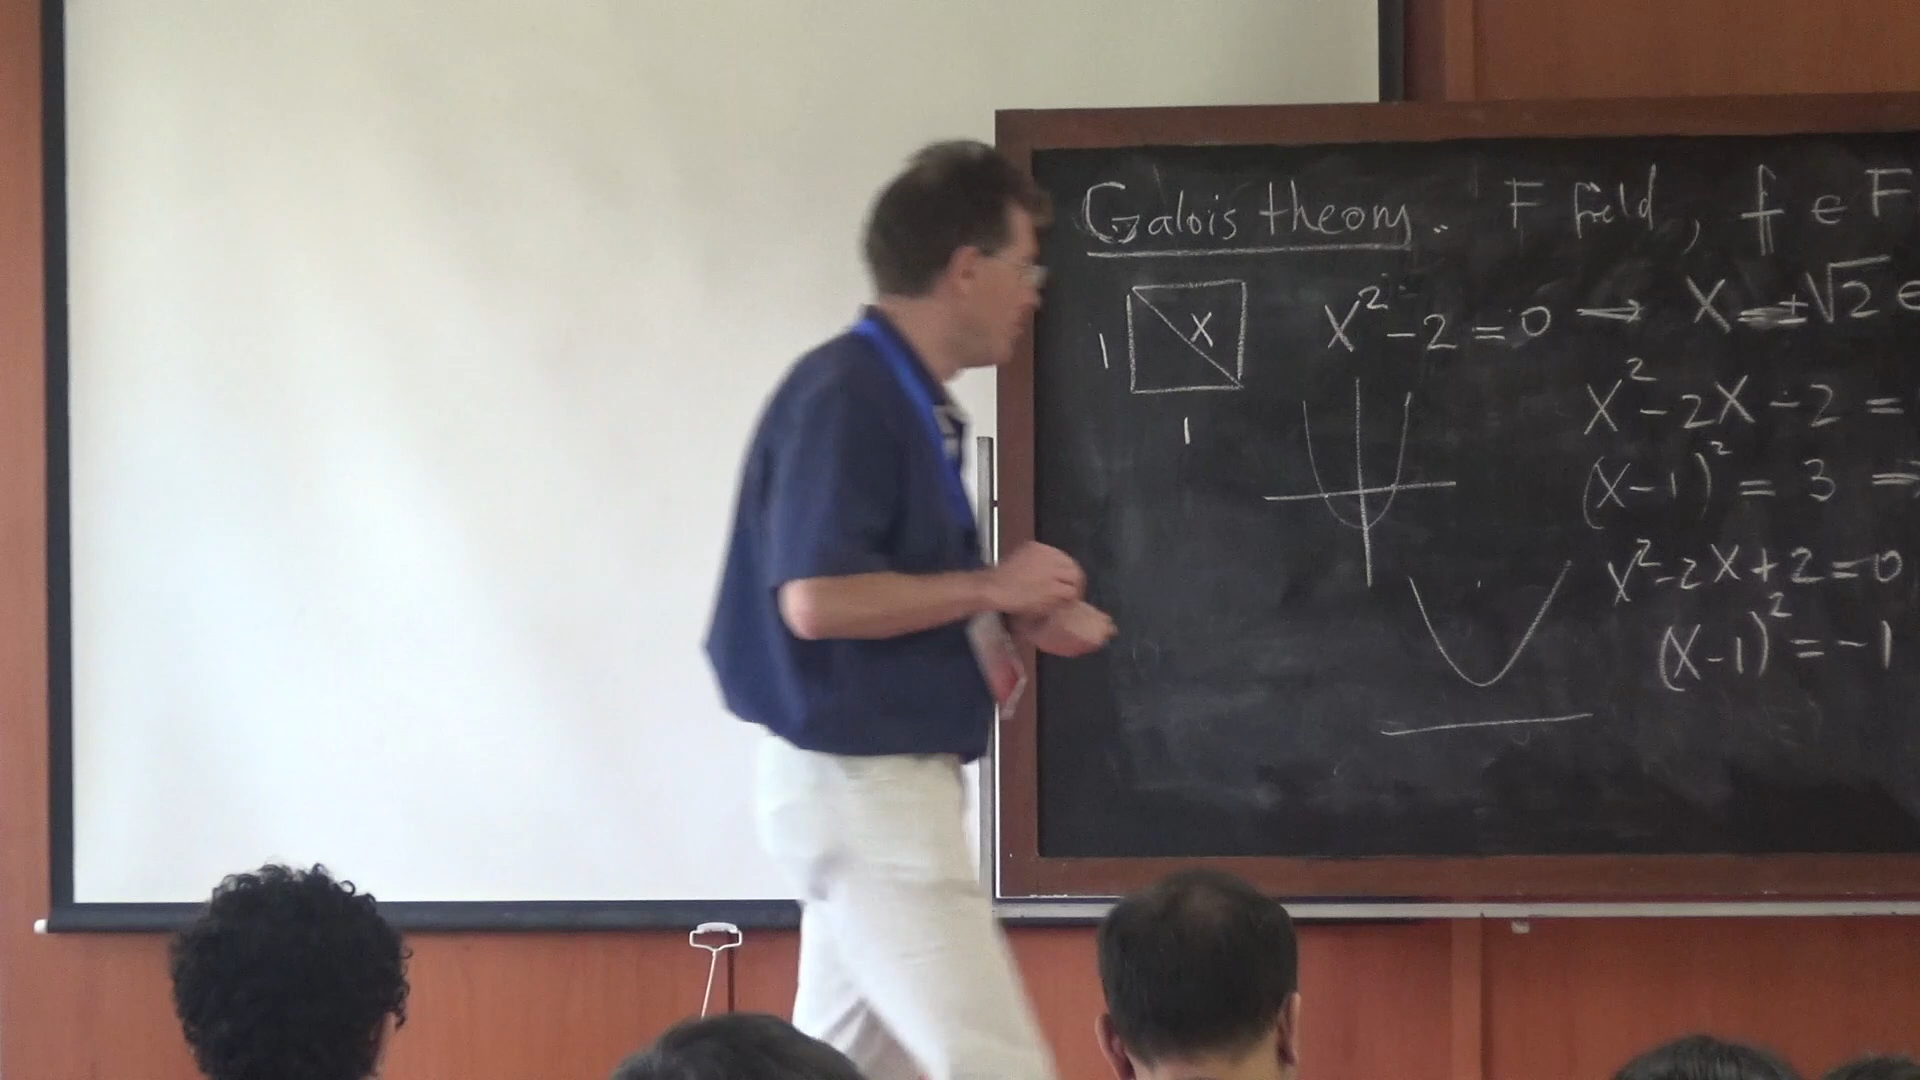 Galois theory. F field, f ∈ F
1 X x² - 2 = 0 → x = ±√2 ∈
1
x² - 2x - 2 =
(x-1)² = 3 ⇒
x² - 2x + 2 = 0
(x-1)² = -1